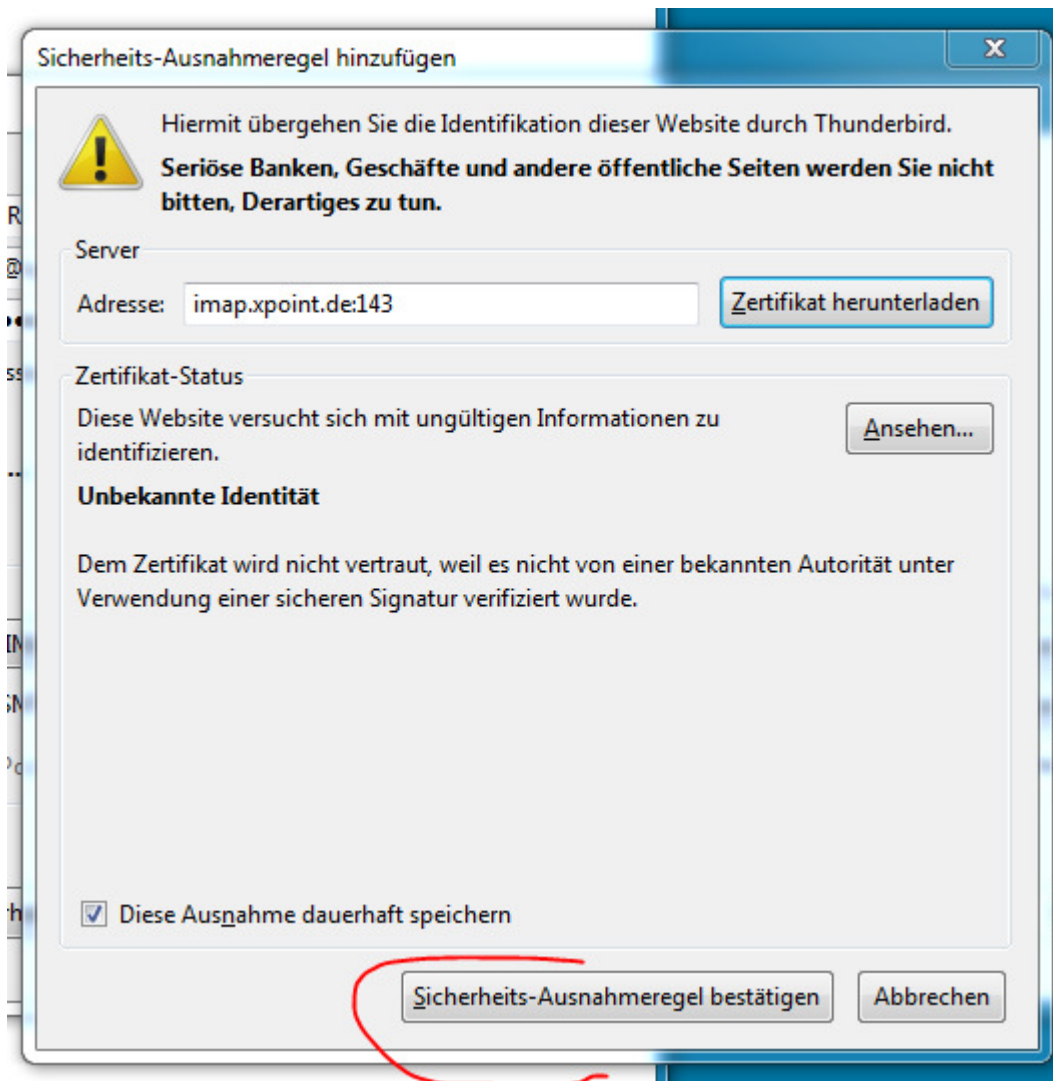 Sicherheits-Ausnahmeregel hinzufügen
Hiermit übergehen Sie die Identifikation dieser Website durch Thunderbird.
Seriöse Banken, Geschäfte und andere öffentliche Seiten werden Sie nicht
bitten, Derartiges zu tun.
Server
Adresse: imap.xpoint.de:143 Zertifikat herunterladen
Zertifikat-Status
Diese Website versucht sich mit ungültigen Informationen zu
identifizieren.
Ansehen...
Unbekannte Identität
Dem Zertifikat wird nicht vertraut, weil es nicht von einer bekannten Autorität unter
Verwendung einer sicheren Signatur verifiziert wurde.
Diese Ausnahme dauerhaft speichern
Sicherheits-Ausnahmeregel bestätigen Abbrechen